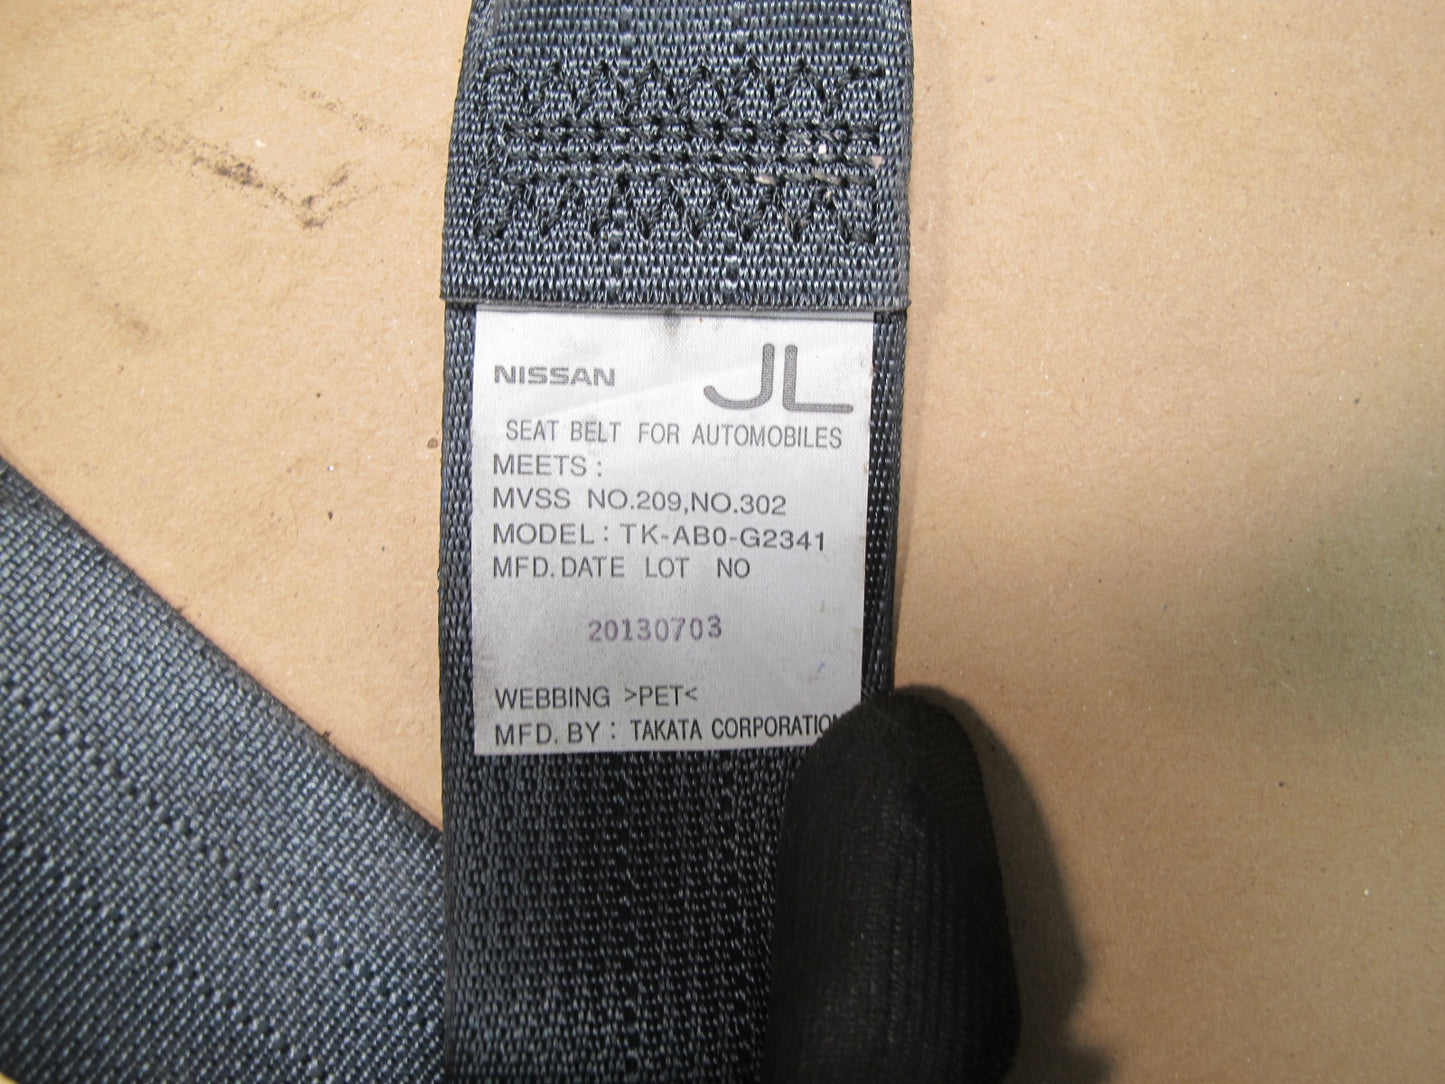 NISSAN JL
SEAT BELT FOR AUTOMOBILES
MEETS :
MVSS NO.209,NO.302
MODEL : TK-AB0-G2341
MFD. DATE LOT NO
20130703
WEBBING >PET<
MFD. BY : TAKATA CORPORATION